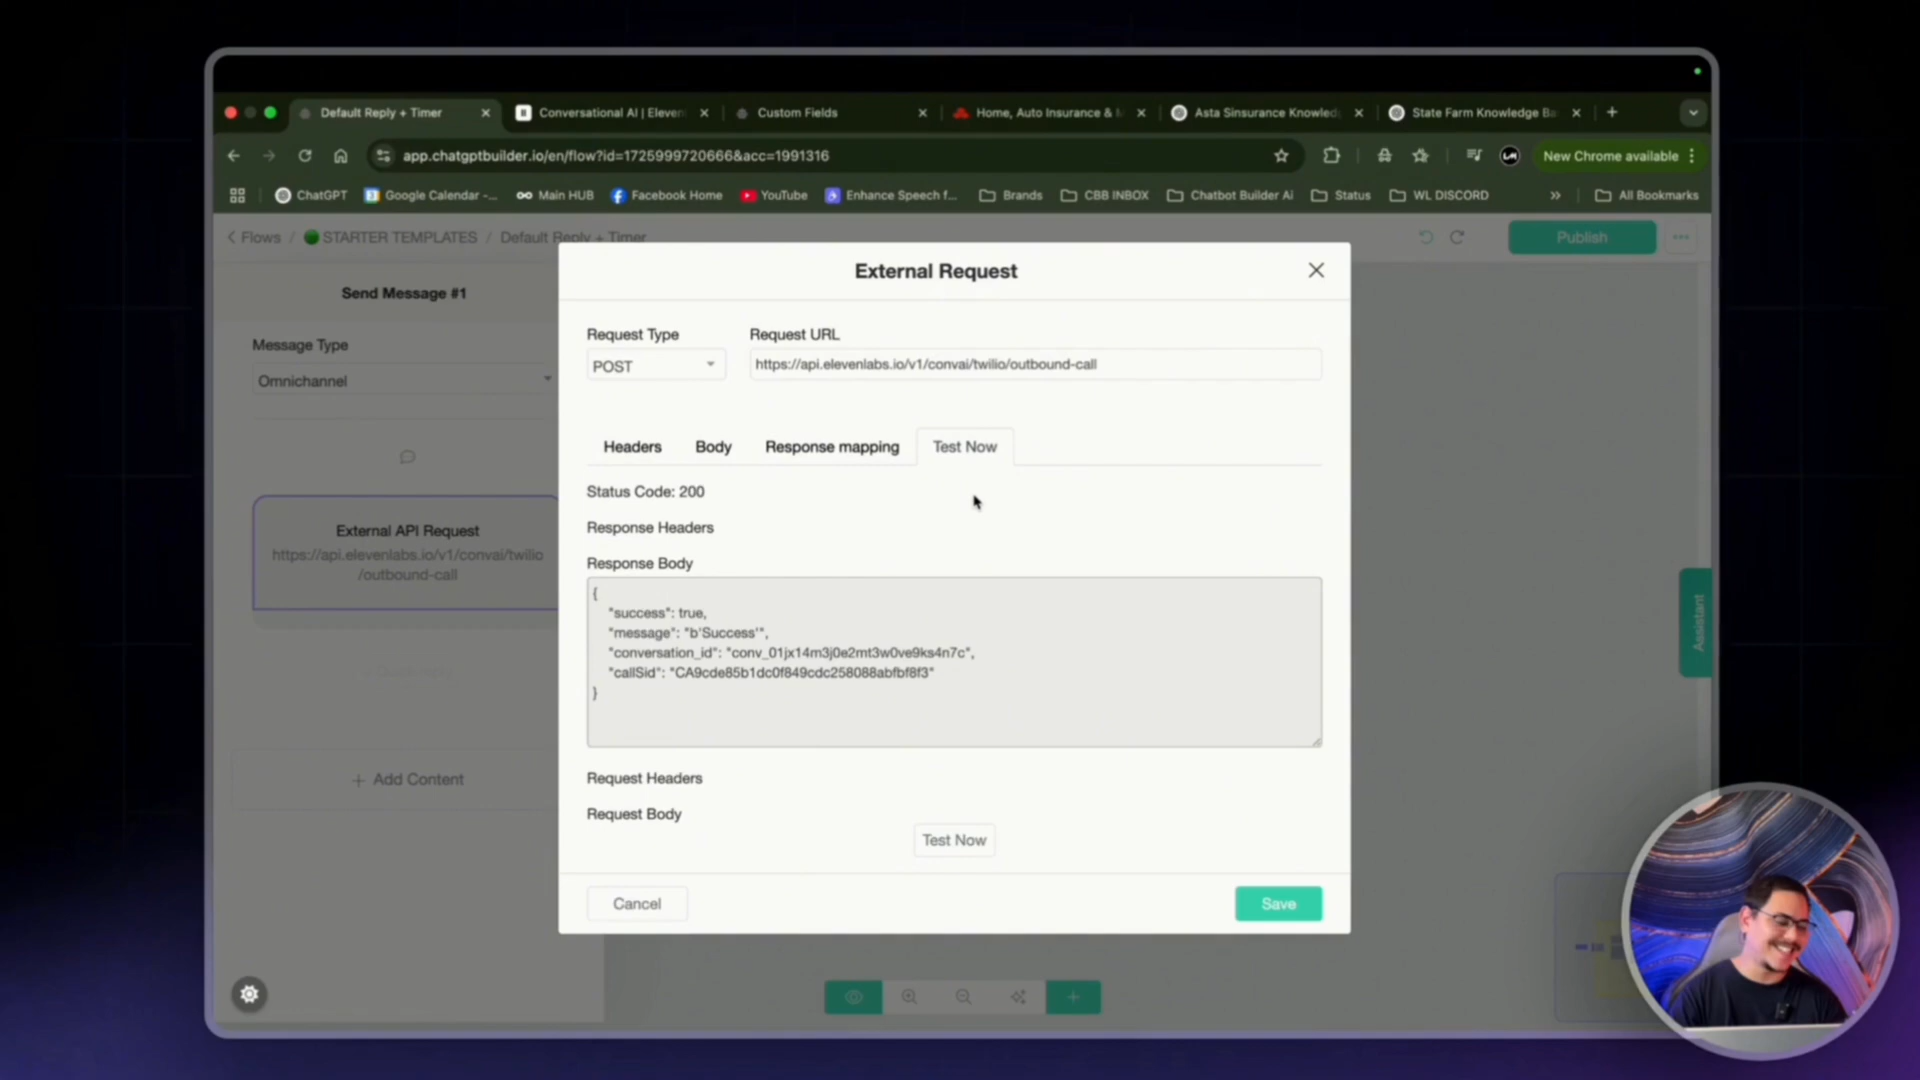 Default Reply + Timer
Conversational AI | Eleven
Custom Fields
Home, Auto Insurance & M
Asta Sinsurance Knowled
State Farm Knowledge Ba
app.chatgptbuilder.io/en/flow?id=1725999720666&acc=1991316
New Chrome available
ChatGPT
Google Calendar -...
Main HUB
Facebook Home
YouTube
Enhance Speech f...
Brands
CBB INBOX
Chatbot Builder Ai
Status
WL DISCORD
All Bookmarks
Flows / STARTER TEMPLATES / Default Reply + Timer
Publish
Send Message #1
Message Type
Omnichannel
External API Request
https://api.elevenlabs.io/v1/convai/twilio
/outbound-call
+ Add Content
External Request
Request Type
Request URL
POST
https://api.elevenlabs.io/v1/convai/twilio/outbound-call
Headers
Body
Response mapping
Test Now
Status Code: 200
Response Headers
Response Body
{
"success": true,
"message": "b'Success'",
"conversation_id": "conv_01jx14m3j0e2mt3w0ve9ks4n7c",
"callSid": "CA9cde85b1dc0f849cdc258088abfbf8f3"
}
Request Headers
Request Body
Test Now
Cancel
Save
Assistant